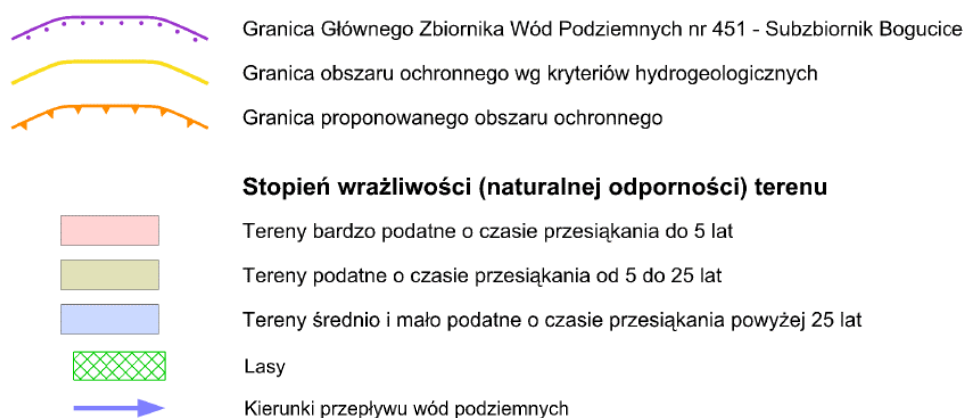 Granica Głównego Zbiornika Wód Podziemnych nr 451 - Subzbiornik Bogucice
Granica obszaru ochronnego wg kryteriów hydrogeologicznych
Granica proponowanego obszaru ochronnego
Stopień wrażliwości (naturalnej odporności) terenu
Tereny bardzo podatne o czasie przesiąkania do 5 lat
Tereny podatne o czasie przesiąkania od 5 do 25 lat
Tereny średnio i mało podatne o czasie przesiąkania powyżej 25 lat
Lasy
Kierunki przepływu wód podziemnych